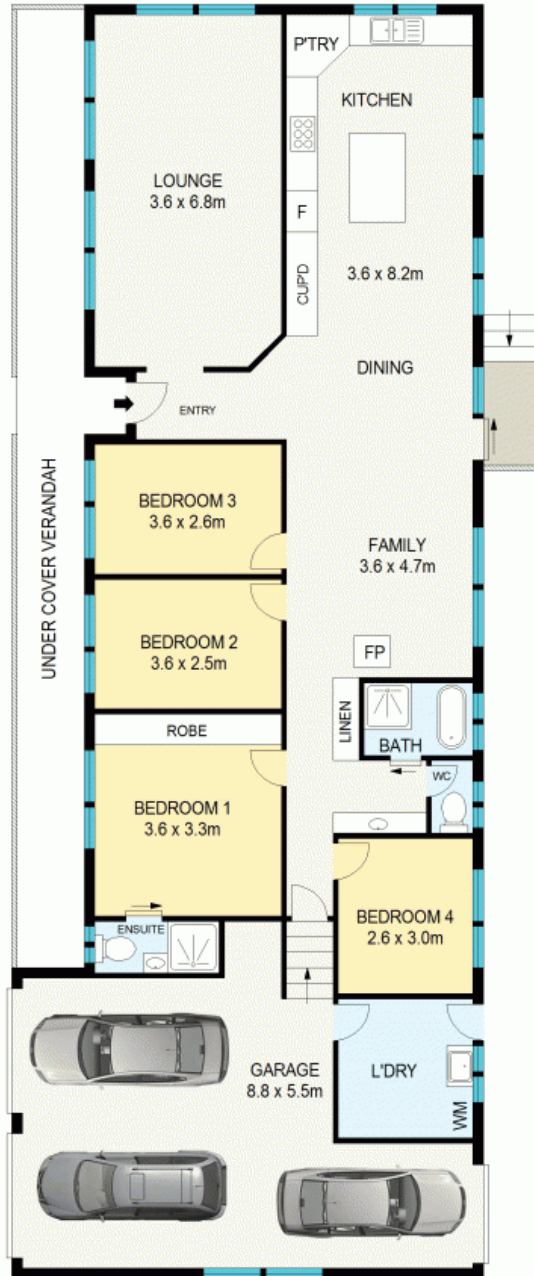 P'TRY
KITCHEN
LOUNGE
3.6 x 6.8m
F
CUP'D
3.6 x 8.2m
DINING
ENTRY
UNDER COVER VERANDAH
BEDROOM 3
3.6 x 2.6m
FAMILY
3.6 x 4.7m
BEDROOM 2
3.6 x 2.5m
FP
LINEN
BATH
ROBE
WC
BEDROOM 1
3.6 x 3.3m
ENSUITE
BEDROOM 4
2.6 x 3.0m
GARAGE
8.8 x 5.5m
L'DRY
WM